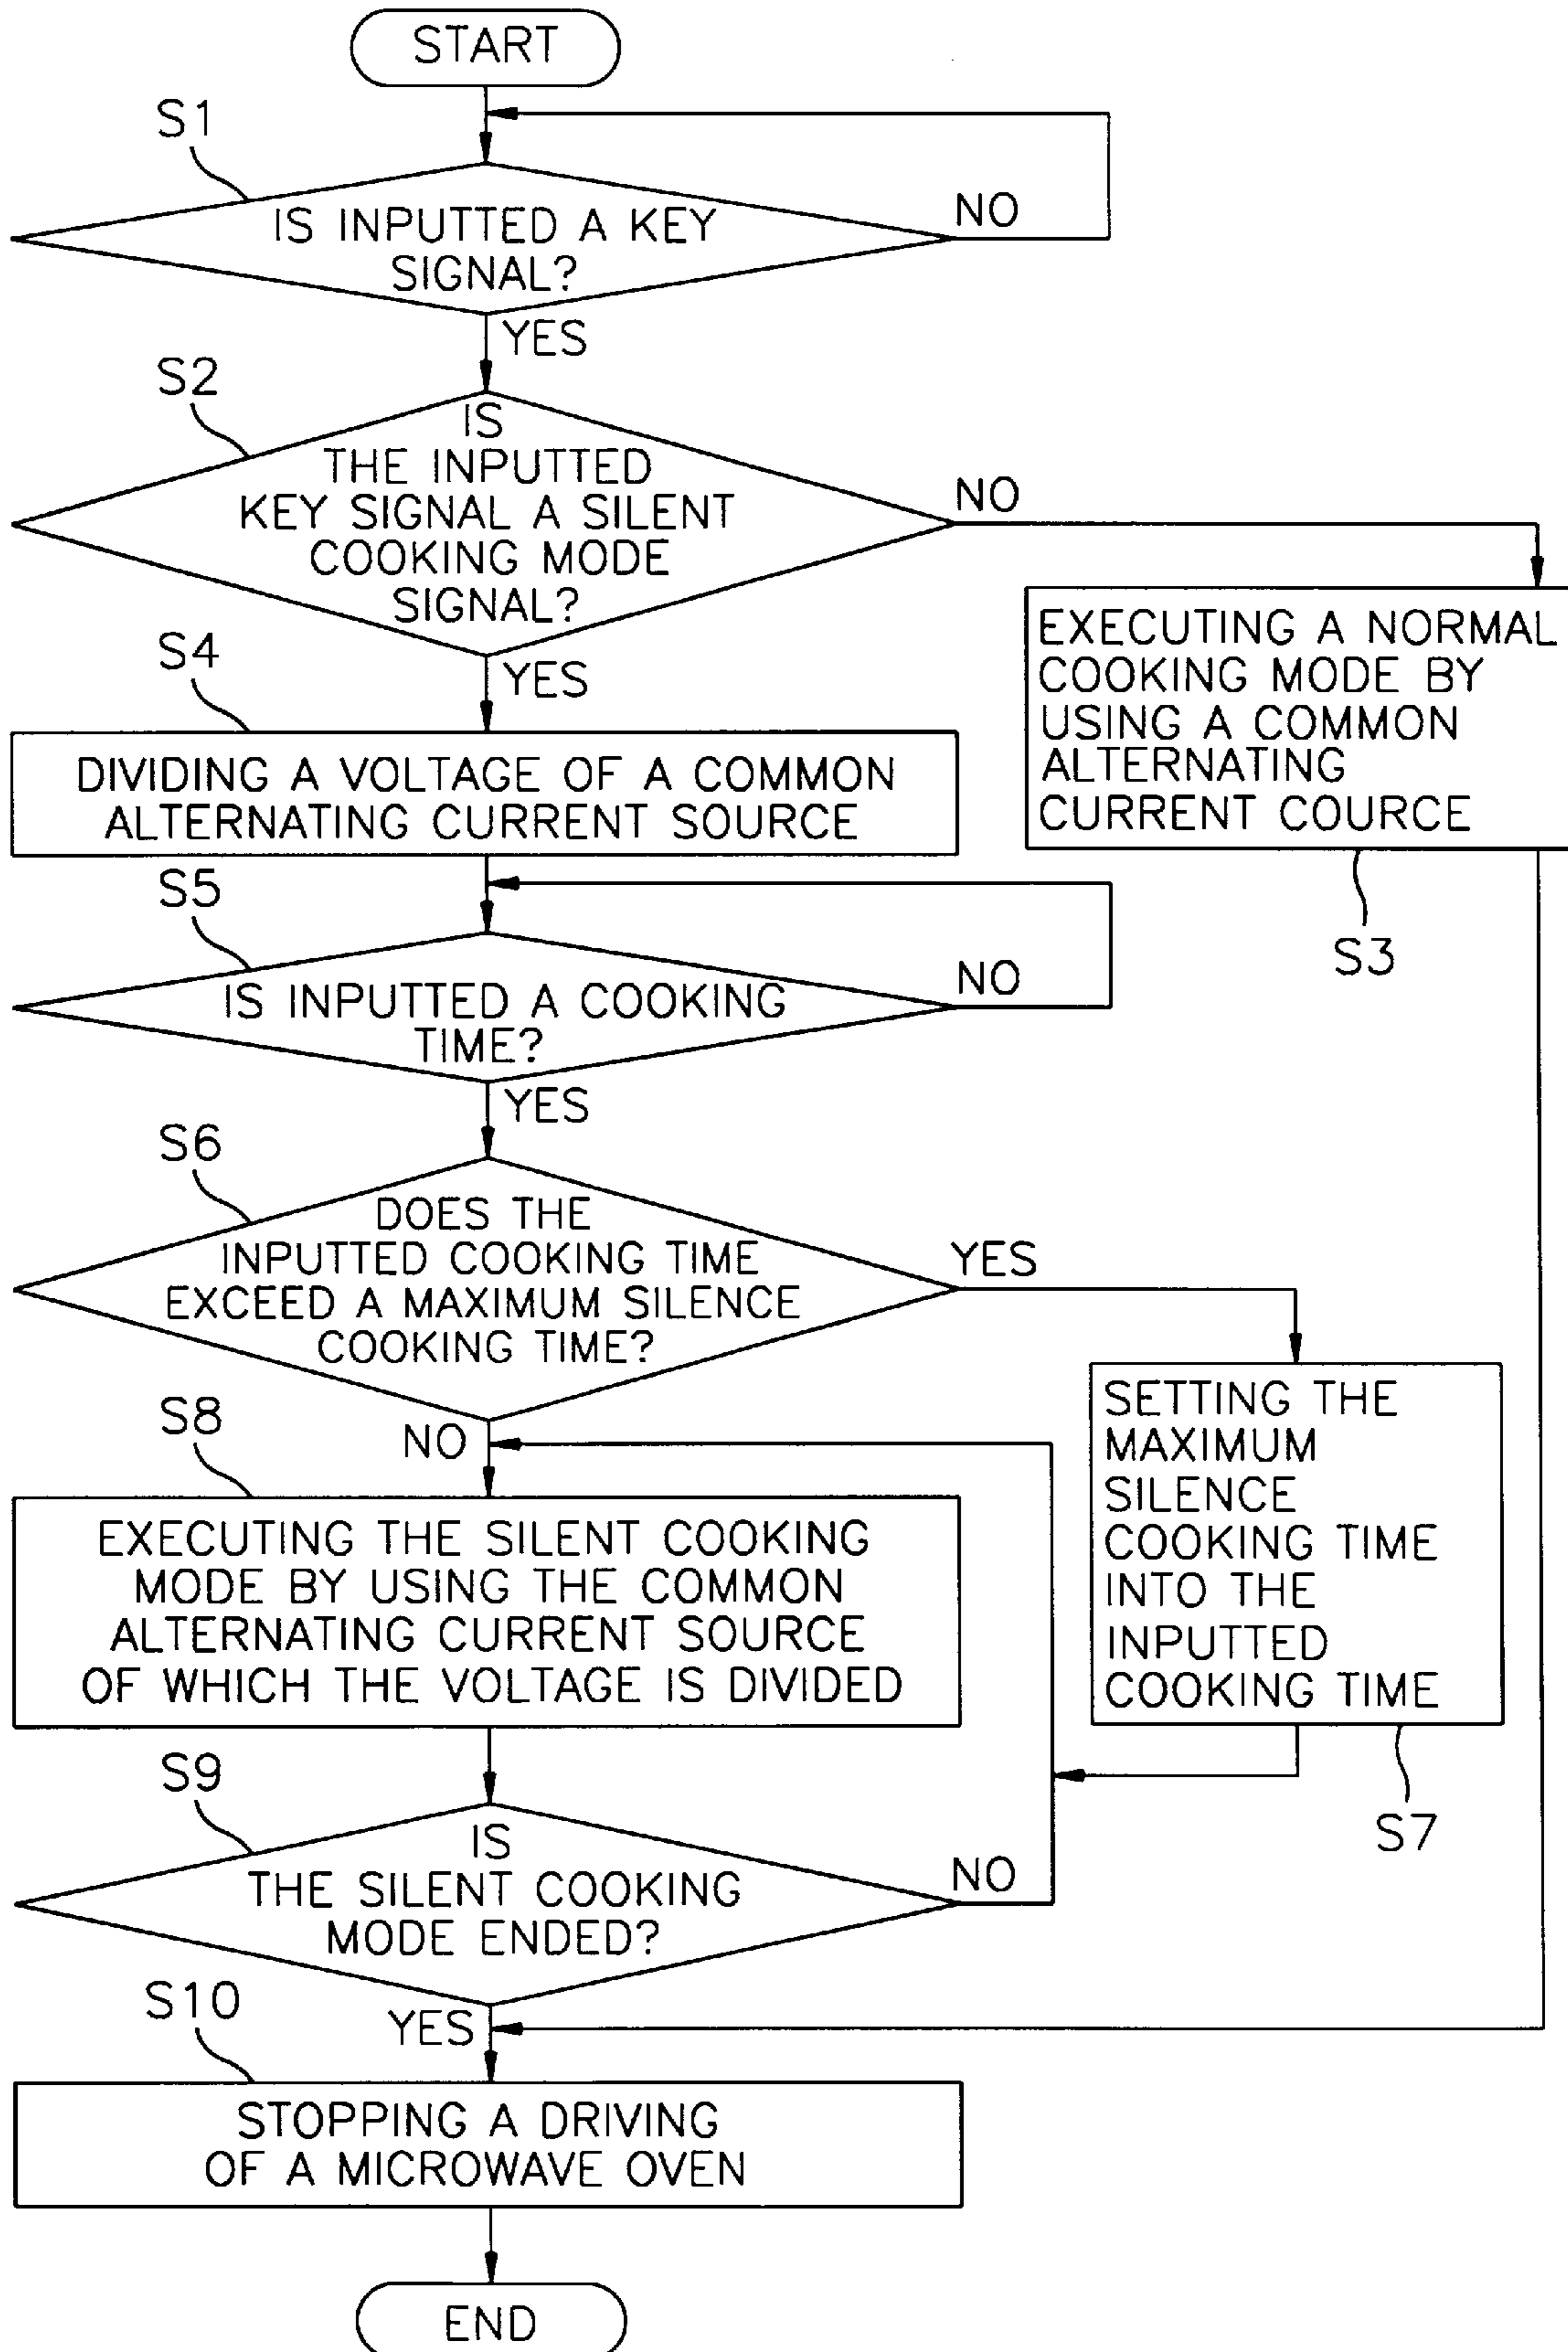 START
S1
IS INPUTTED A KEY
SIGNAL?
NO
YES
S2
IS
THE INPUTTED
KEY SIGNAL A SILENT
COOKING MODE
SIGNAL?
NO
YES
EXECUTING A NORMAL
COOKING MODE BY
USING A COMMON
ALTERNATING
CURRENT COURCE
S3
S4
DIVIDING A VOLTAGE OF A COMMON
ALTERNATING CURRENT SOURCE
S5
IS INPUTTED A COOKING
TIME?
NO
YES
S6
DOES THE
INPUTTED COOKING TIME
EXCEED A MAXIMUM SILENCE
COOKING TIME?
YES
NO
SETTING THE
MAXIMUM
SILENCE
COOKING TIME
INTO THE
INPUTTED
COOKING TIME
S7
S8
EXECUTING THE SILENT COOKING
MODE BY USING THE COMMON
ALTERNATING CURRENT SOURCE
OF WHICH THE VOLTAGE IS DIVIDED
S9
IS
THE SILENT COOKING
MODE ENDED?
NO
YES
S10
STOPPING A DRIVING
OF A MICROWAVE OVEN
END